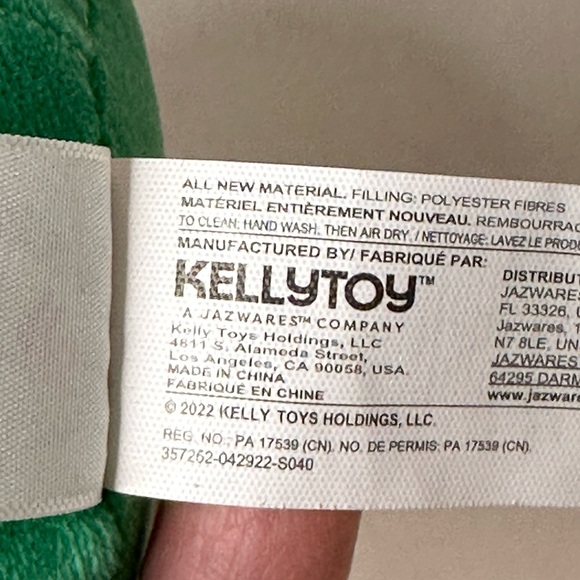 ALL NEW MATERIAL. FILLING: POLYESTER FIBRES
MATÉRIEL ENTIÈREMENT NOUVEAU. REMBOURRAG
TO CLEAN: HAND WASH, THEN AIR DRY. / NETTOYAGE: LAVEZ LE PROD
MANUFACTURED BY/ FABRIQUÉ PAR:
KELLYTOY™
A JAZWARES™ COMPANY
Kelly Toys Holdings, LLC
4811 S. Alameda Street,
Los Angeles, CA 90058, USA.
MADE IN CHINA
FABRIQUÉ EN CHINE
DISTRIBUT
JAZWARES
FL 33326, U
Jazwares, 1
N7 8LE, UN
JAZWARES
64295 DARM
www.jazware
© 2022 KELLY TOYS HOLDINGS, LLC.
REG. NO.: PA 17539 (CN). NO. DE PERMIS: PA 17539 (CN).
357252-042922-S040